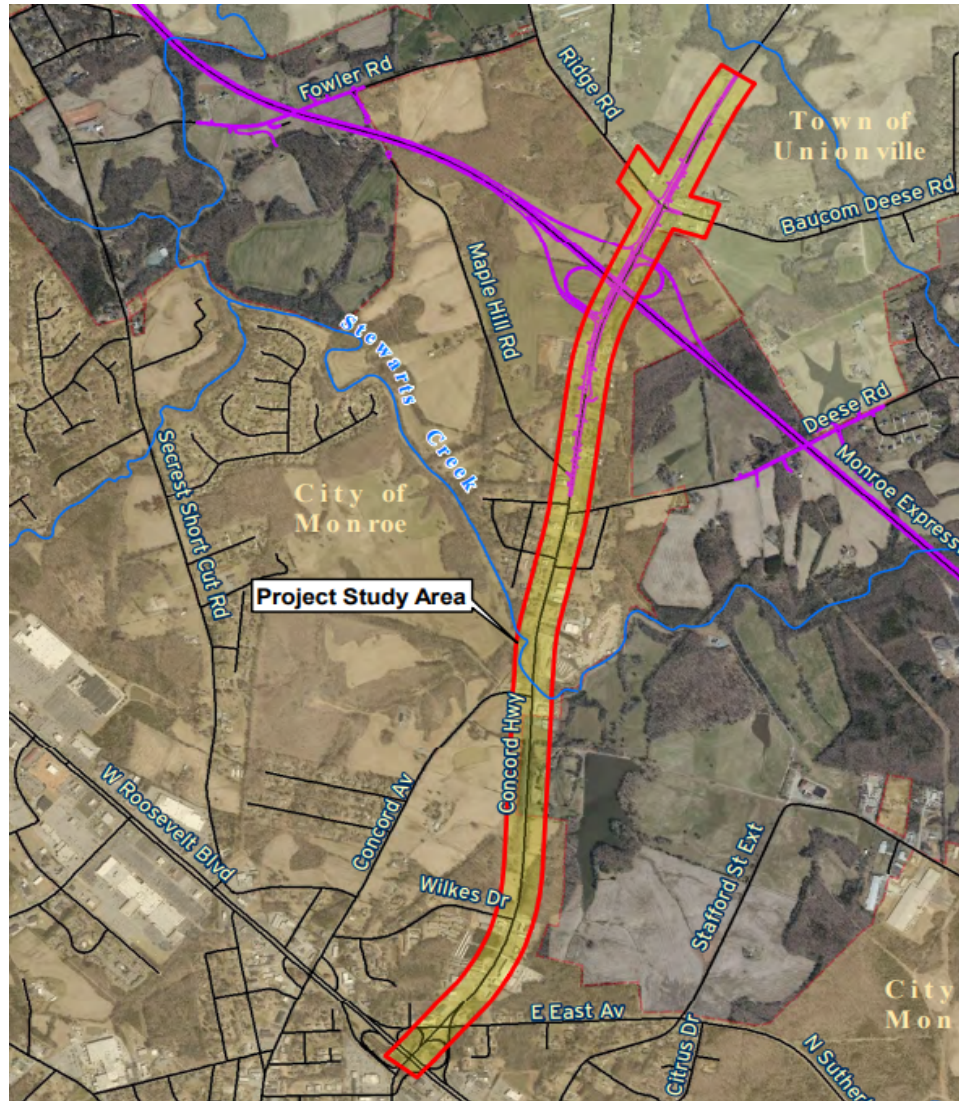 Fowler Rd
Ridge Rd
Town of
Unionville
Baucom Deese Rd
Maple Hill Rd
Stewarts
Creek
Deese Rd
Monroe Express
Secrest Short Cut Rd
City of
Monroe
Project Study Area
Concord Hwy
W Roosevelt Blvd
Concord Av
Wilkes Dr
Stafford St Ext
E East Av
City
Mon
Citrus Dr
N Suther